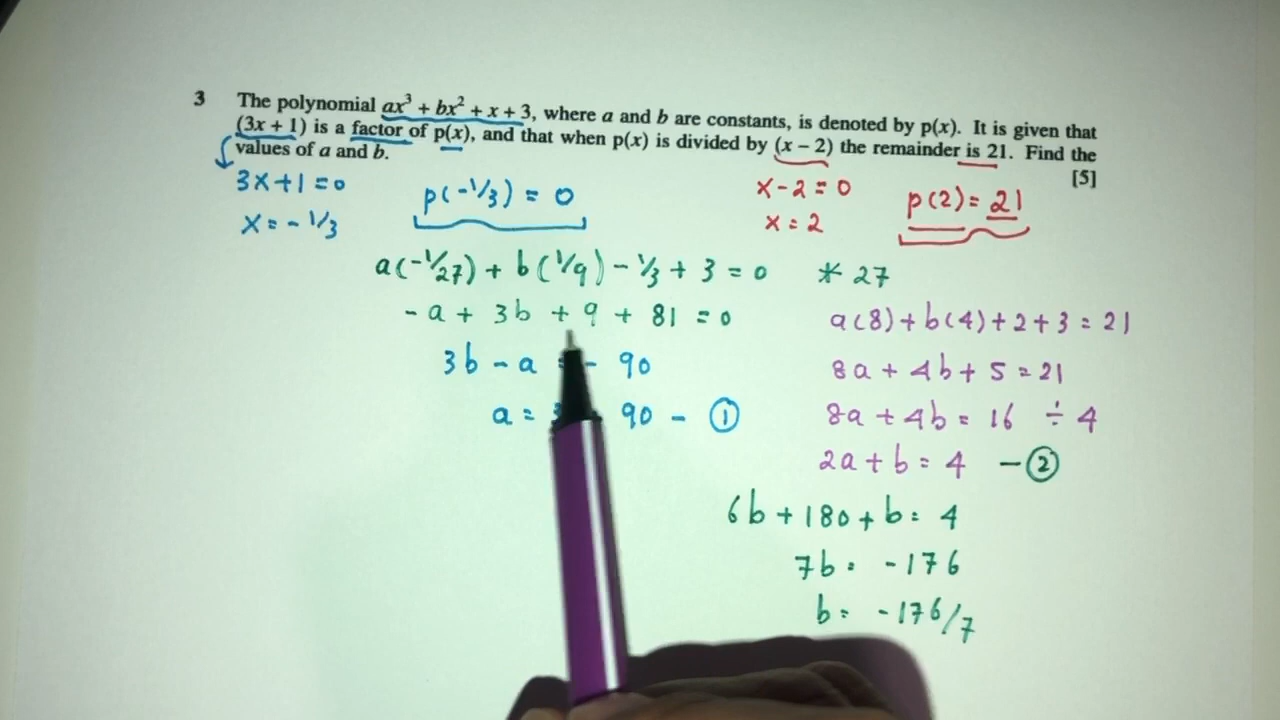 3 The polynomial ax³ + bx² + x + 3, where a and b are constants, is denoted by p(x). It is given that
(3x + 1) is a factor of p(x), and that when p(x) is divided by (x − 2) the remainder is 21. Find the
values of a and b. [5]
3x+1=0
x = -1/3
p(-1/3) = 0
x-2=0
x = 2
p(2) = 21
a(-1/27) + b(1/9) - 1/3 + 3 = 0 * 27
-a + 3b + 9 + 81 = 0
3b - a = - 90
a = 90 - ①
a(8)+b(4)+2+3 = 21
8a + 4b + 5 = 21
8a + 4b = 16 ÷ 4
2a + b = 4 - ②
6b + 180 + b = 4
7b = -176
b = -176/7